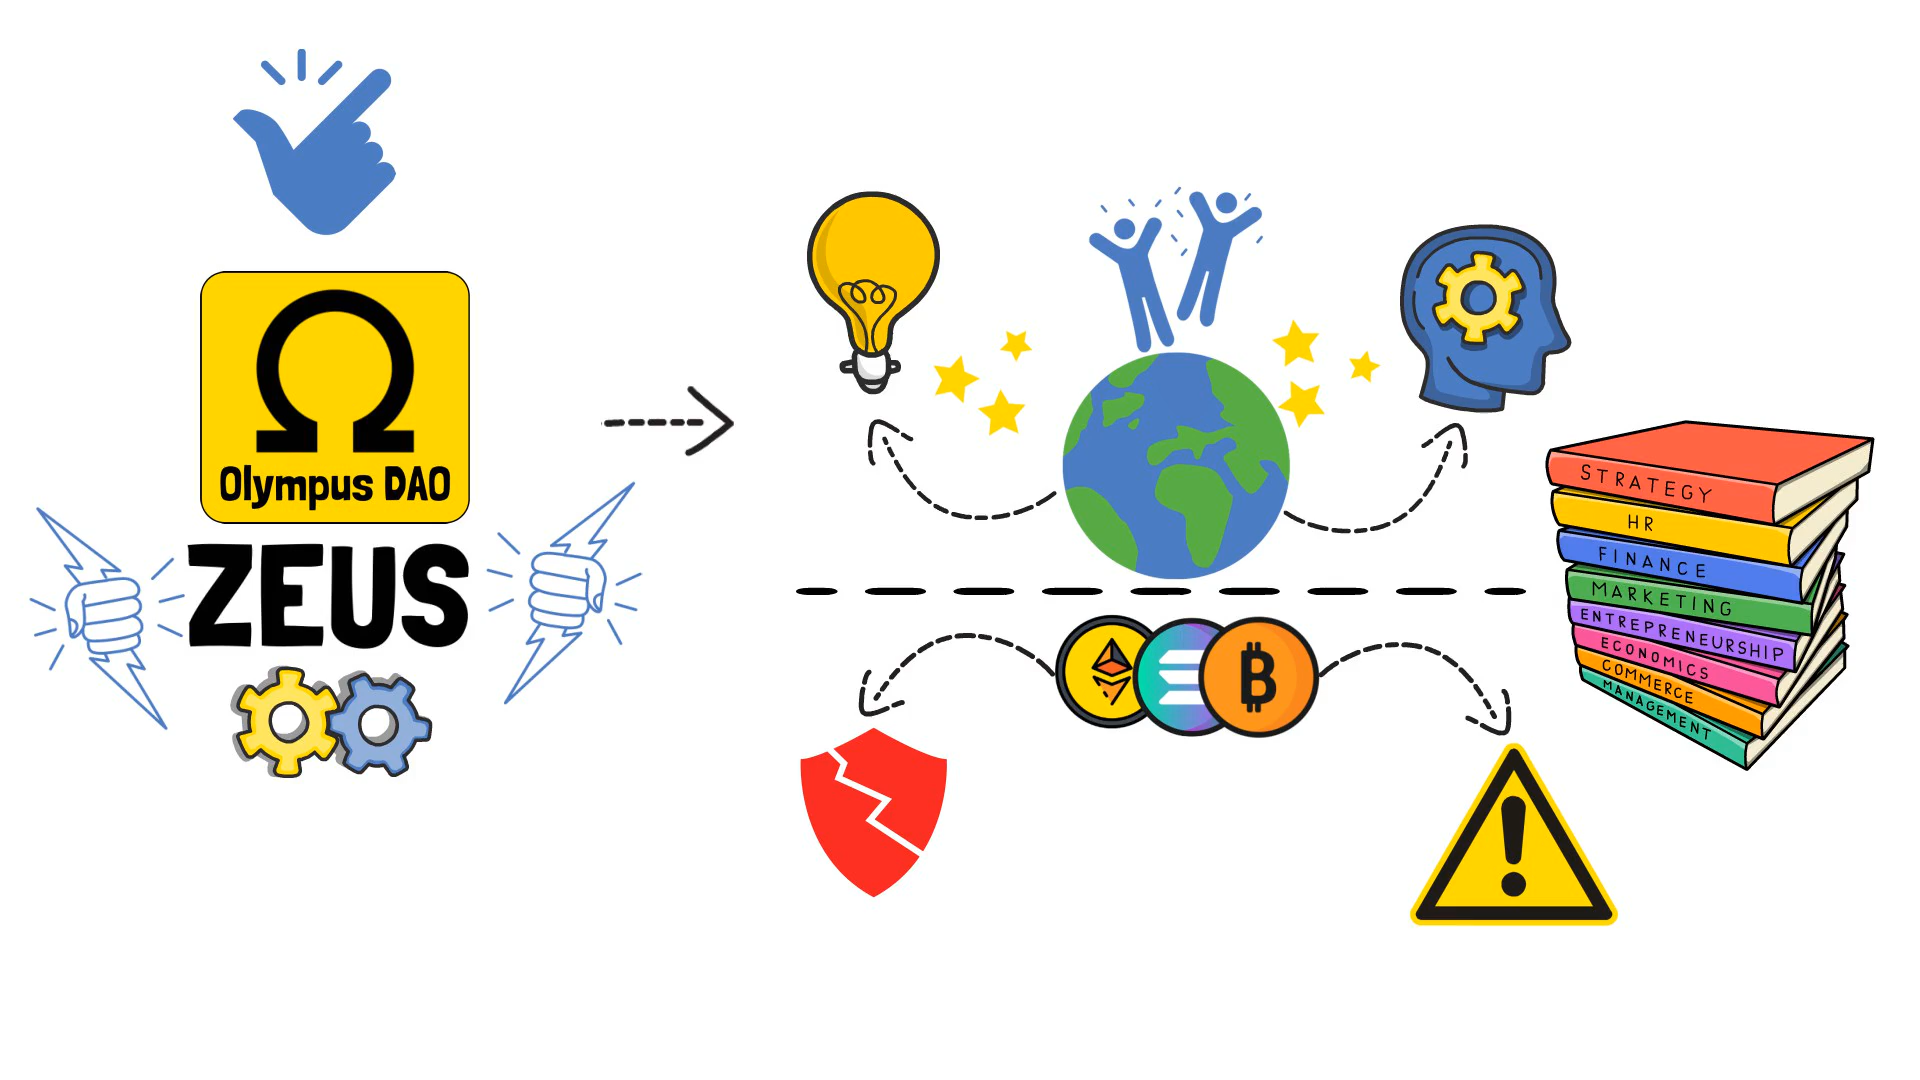 Olympus DAO
ZEUS
STRATEGY
HR
FINANCE
MARKETING
ENTREPRENEURSHIP
ECONOMICS
COMMERCE
MANAGEMENT